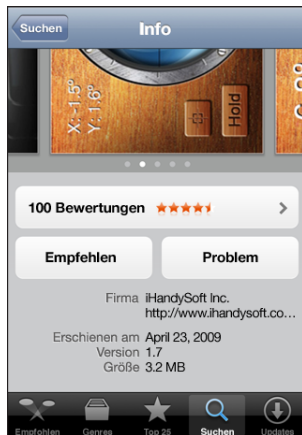 Suchen
Info
X: -1.5°
Y: 1.6°
Hold
100 Bewertungen
Empfehlen
Problem
Firma iHandySoft Inc.
http://www.ihandysoft.co...
Erschienen am April 23, 2009
Version 1.7
Größe 3.2 MB
Empfohlen
Genres
Top 25
Suchen
Updates